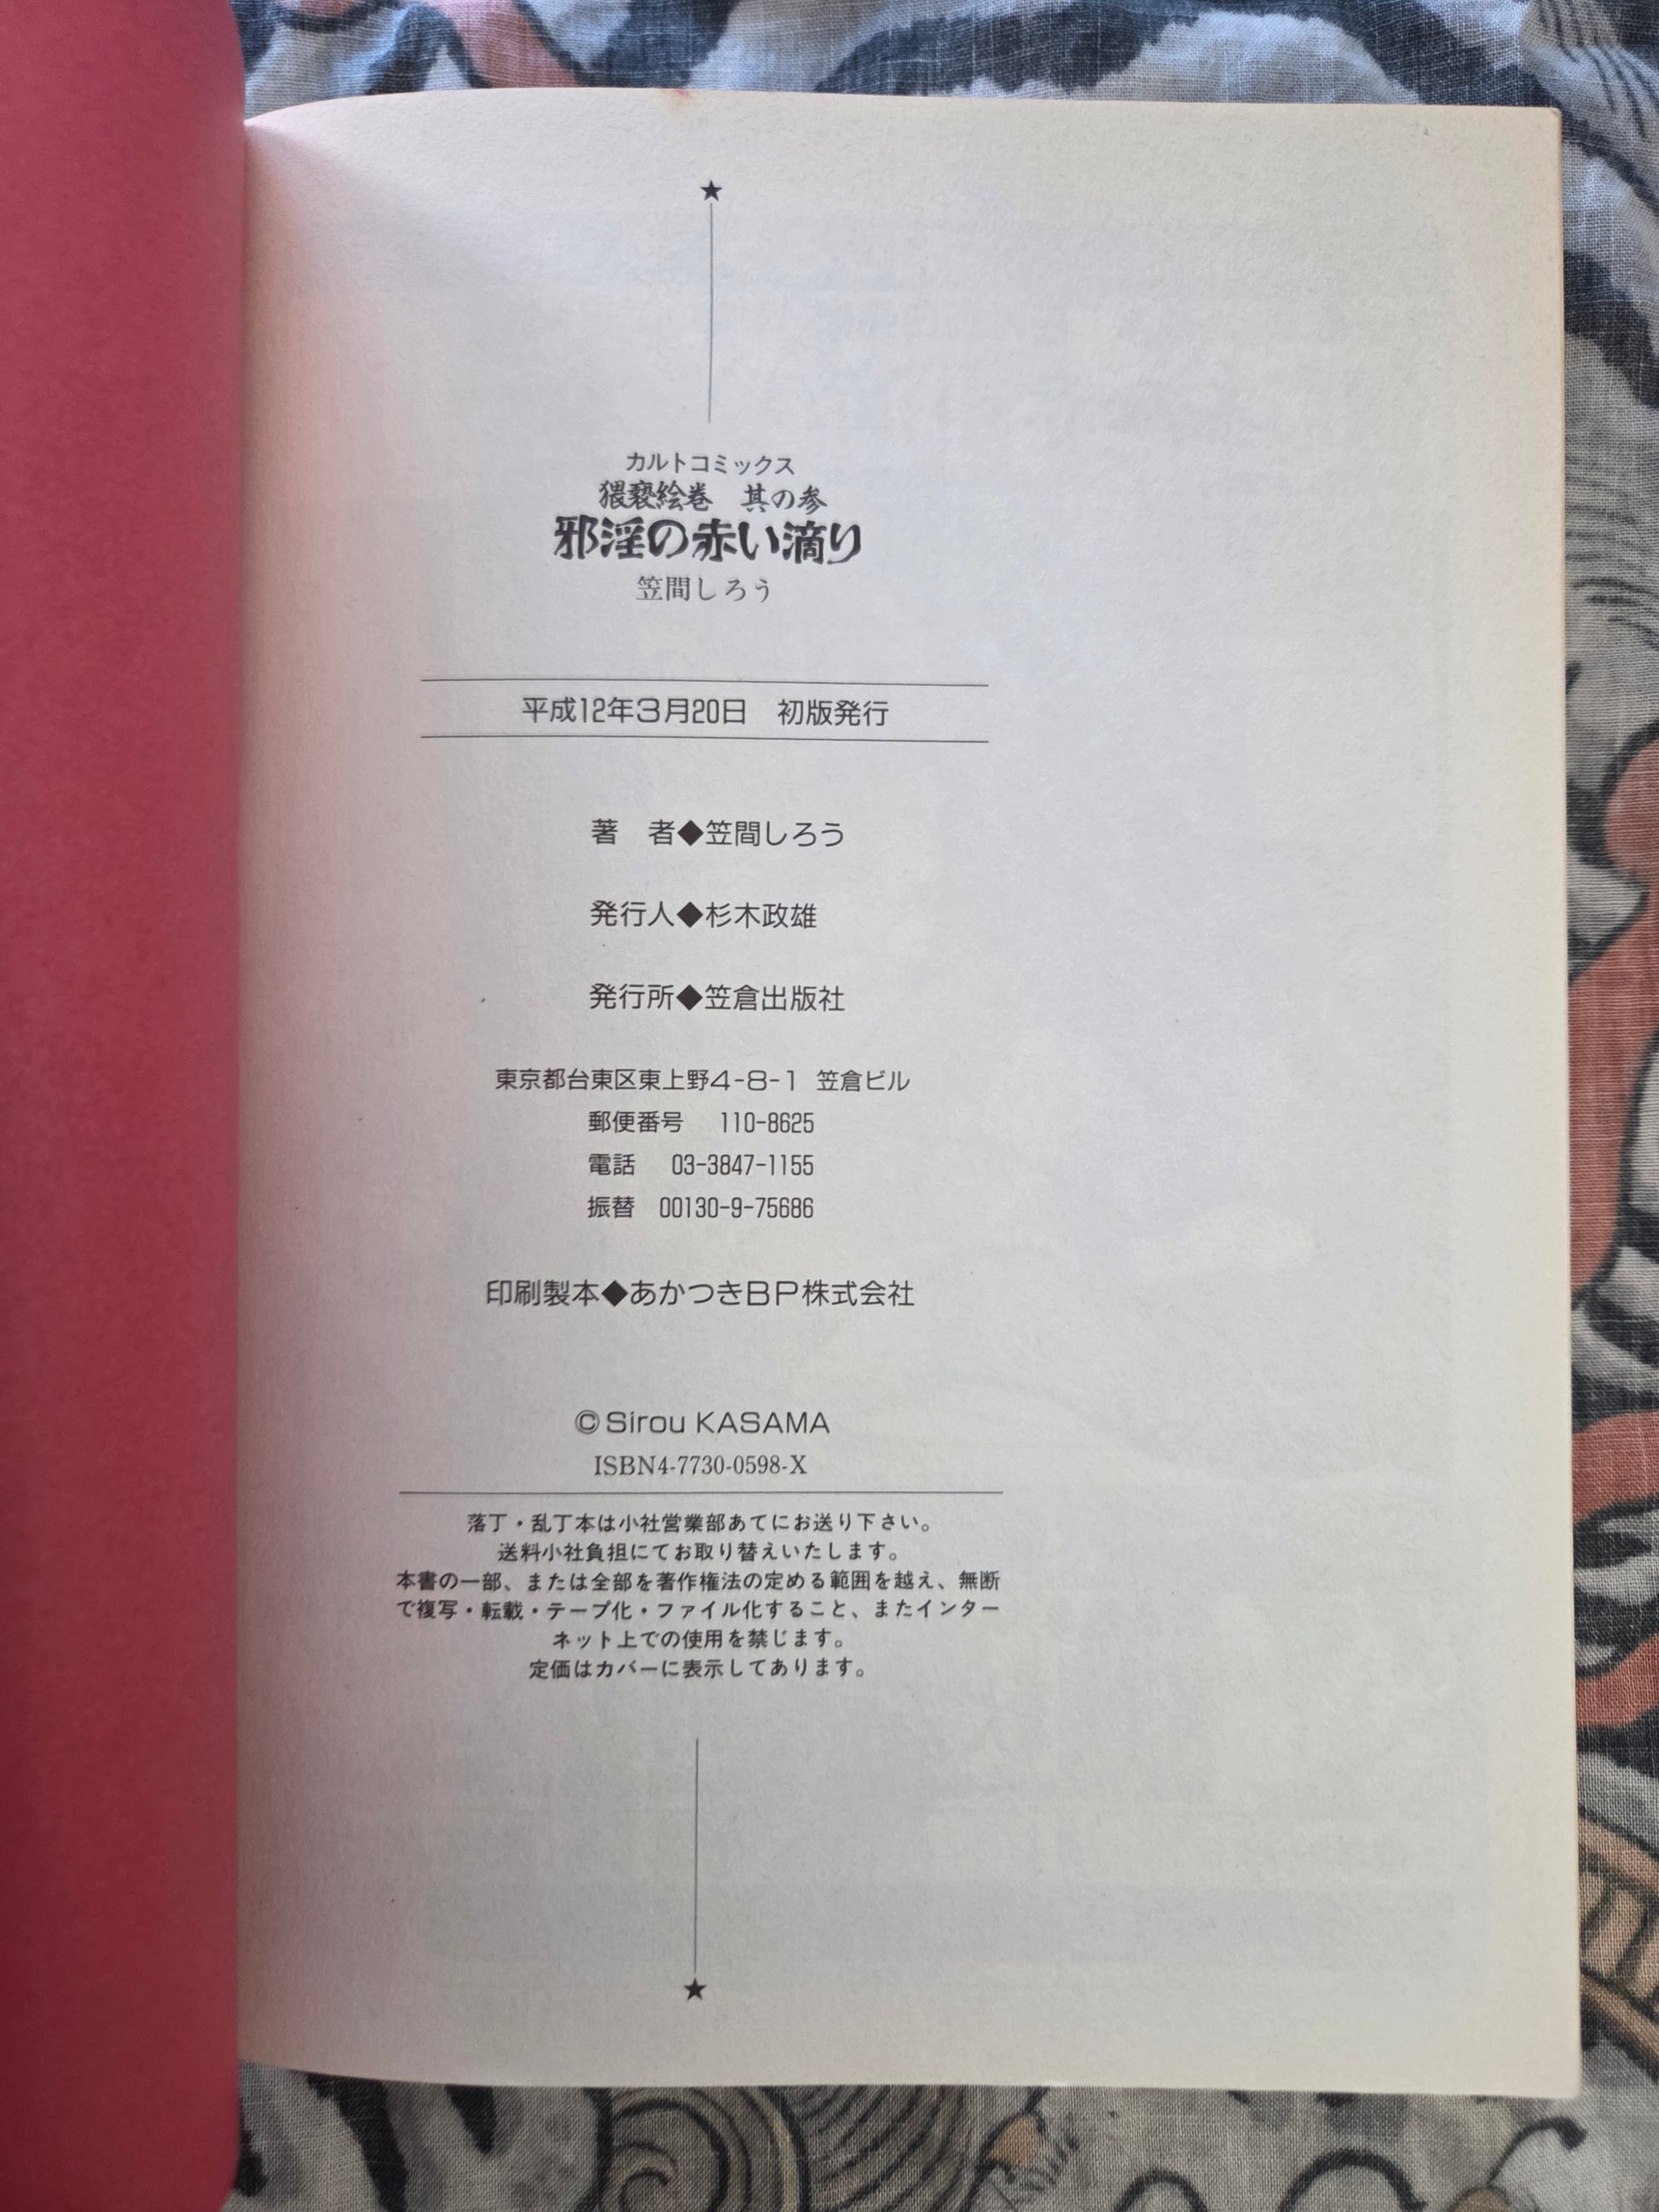 カルトコミックス
猥褻絵巻　其の参
邪淫の赤い滴り
笠間しろう
平成12年3月20日　初版発行
著　者◆笠間しろう
発行人◆杉木政雄
発行所◆笠倉出版社
東京都台東区東上野4-8-1 笠倉ビル
郵便番号　110-8625
電話　03-3847-1155
振替　00130-9-75686
印刷製本◆あかつきBP株式会社
©Sirou KASAMA
ISBN4-7730-0598-X
落丁・乱丁本は小社営業部あてにお送り下さい。
送料小社負担にてお取り替えいたします。
本書の一部、または全部を著作権法の定める範囲を越え、無断
で複写・転載・テープ化・ファイル化すること、またインター
ネット上での使用を禁じます。
定価はカバーに表示してあります。